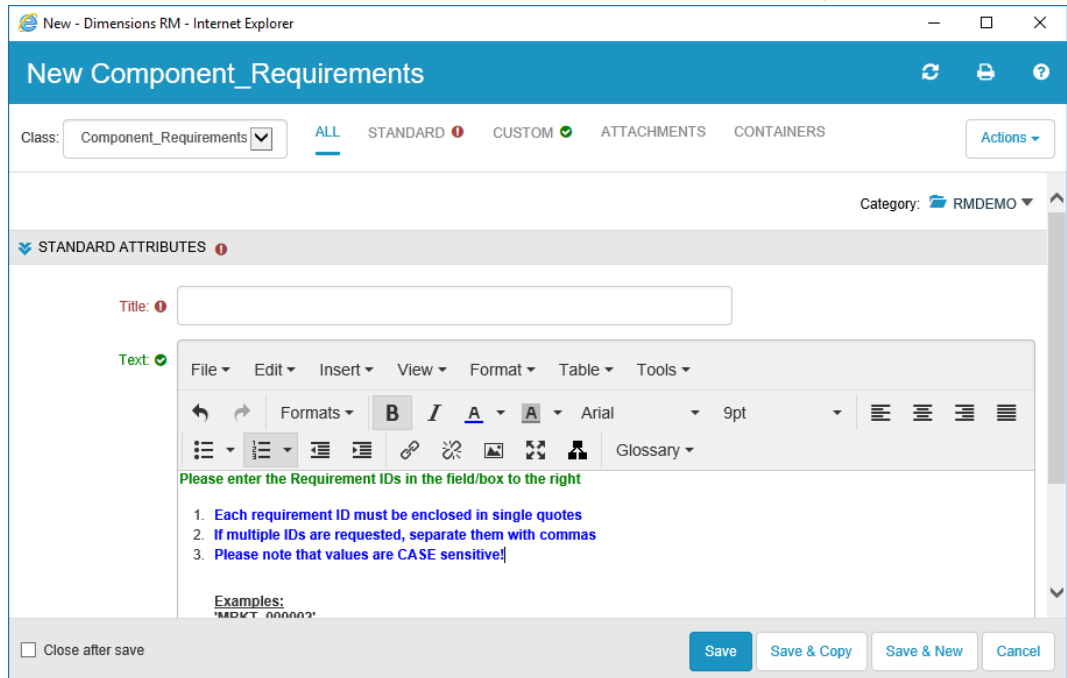 New - Dimensions RM - Internet Explorer
New Component_Requirements
Class: Component_Requirements ALL STANDARD CUSTOM ATTACHMENTS CONTAINERS Actions
Category: RMDEMO
STANDARD ATTRIBUTES
Title:
Text:
File Edit Insert View Format Table Tools
Formats B I A A Arial 9pt
Glossary
Please enter the Requirement IDs in the field/box to the right
1. Each requirement ID must be enclosed in single quotes
2. If multiple IDs are requested, separate them with commas
3. Please note that values are CASE sensitive!
Examples:
'MRKT_000002'
Close after save Save Save & Copy Save & New Cancel